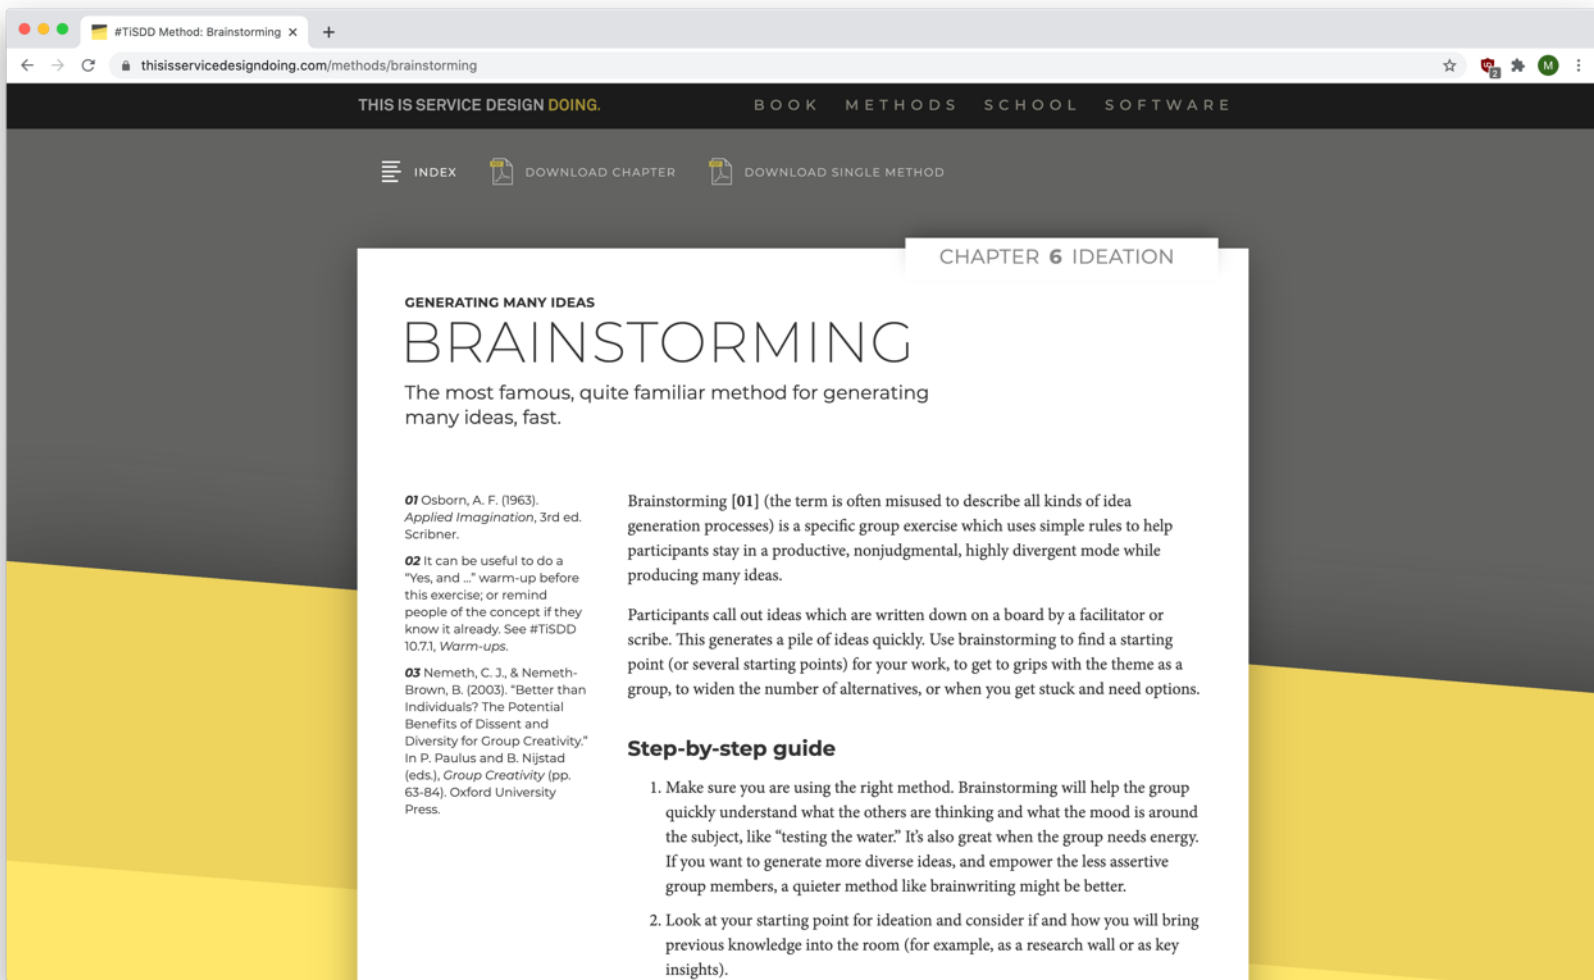 #TiSDD Method: Brainstorming
thisisservicedesigndoing.com/methods/brainstorming
2
M
THIS IS SERVICE DESIGN DOING.
BOOK METHODS SCHOOL SOFTWARE
INDEX
DOWNLOAD CHAPTER
DOWNLOAD SINGLE METHOD
CHAPTER 6 IDEATION
GENERATING MANY IDEAS
BRAINSTORMING
The most famous, quite familiar method for generating
many ideas, fast.
01 Osborn, A. F. (1963).
Applied Imagination, 3rd ed.
Scribner.
02 It can be useful to do a
“Yes, and ...” warm-up before
this exercise; or remind
people of the concept if they
know it already. See #TiSDD
10.7.1, Warm-ups.
03 Nemeth, C. J., & Nemeth-
Brown, B. (2003). “Better than
Individuals? The Potential
Benefits of Dissent and
Diversity for Group Creativity.”
In P. Paulus and B. Nijstad
(eds.), Group Creativity (pp.
63-84). Oxford University
Press.
Brainstorming [01] (the term is often misused to describe all kinds of idea
generation processes) is a specific group exercise which uses simple rules to help
participants stay in a productive, nonjudgmental, highly divergent mode while
producing many ideas.
Participants call out ideas which are written down on a board by a facilitator or
scribe. This generates a pile of ideas quickly. Use brainstorming to find a starting
point (or several starting points) for your work, to get to grips with the theme as a
group, to widen the number of alternatives, or when you get stuck and need options.
Step-by-step guide
1. Make sure you are using the right method. Brainstorming will help the group
quickly understand what the others are thinking and what the mood is around
the subject, like “testing the water.” It’s also great when the group needs energy.
If you want to generate more diverse ideas, and empower the less assertive
group members, a quieter method like brainwriting might be better.
2. Look at your starting point for ideation and consider if and how you will bring
previous knowledge into the room (for example, as a research wall or as key
insights).